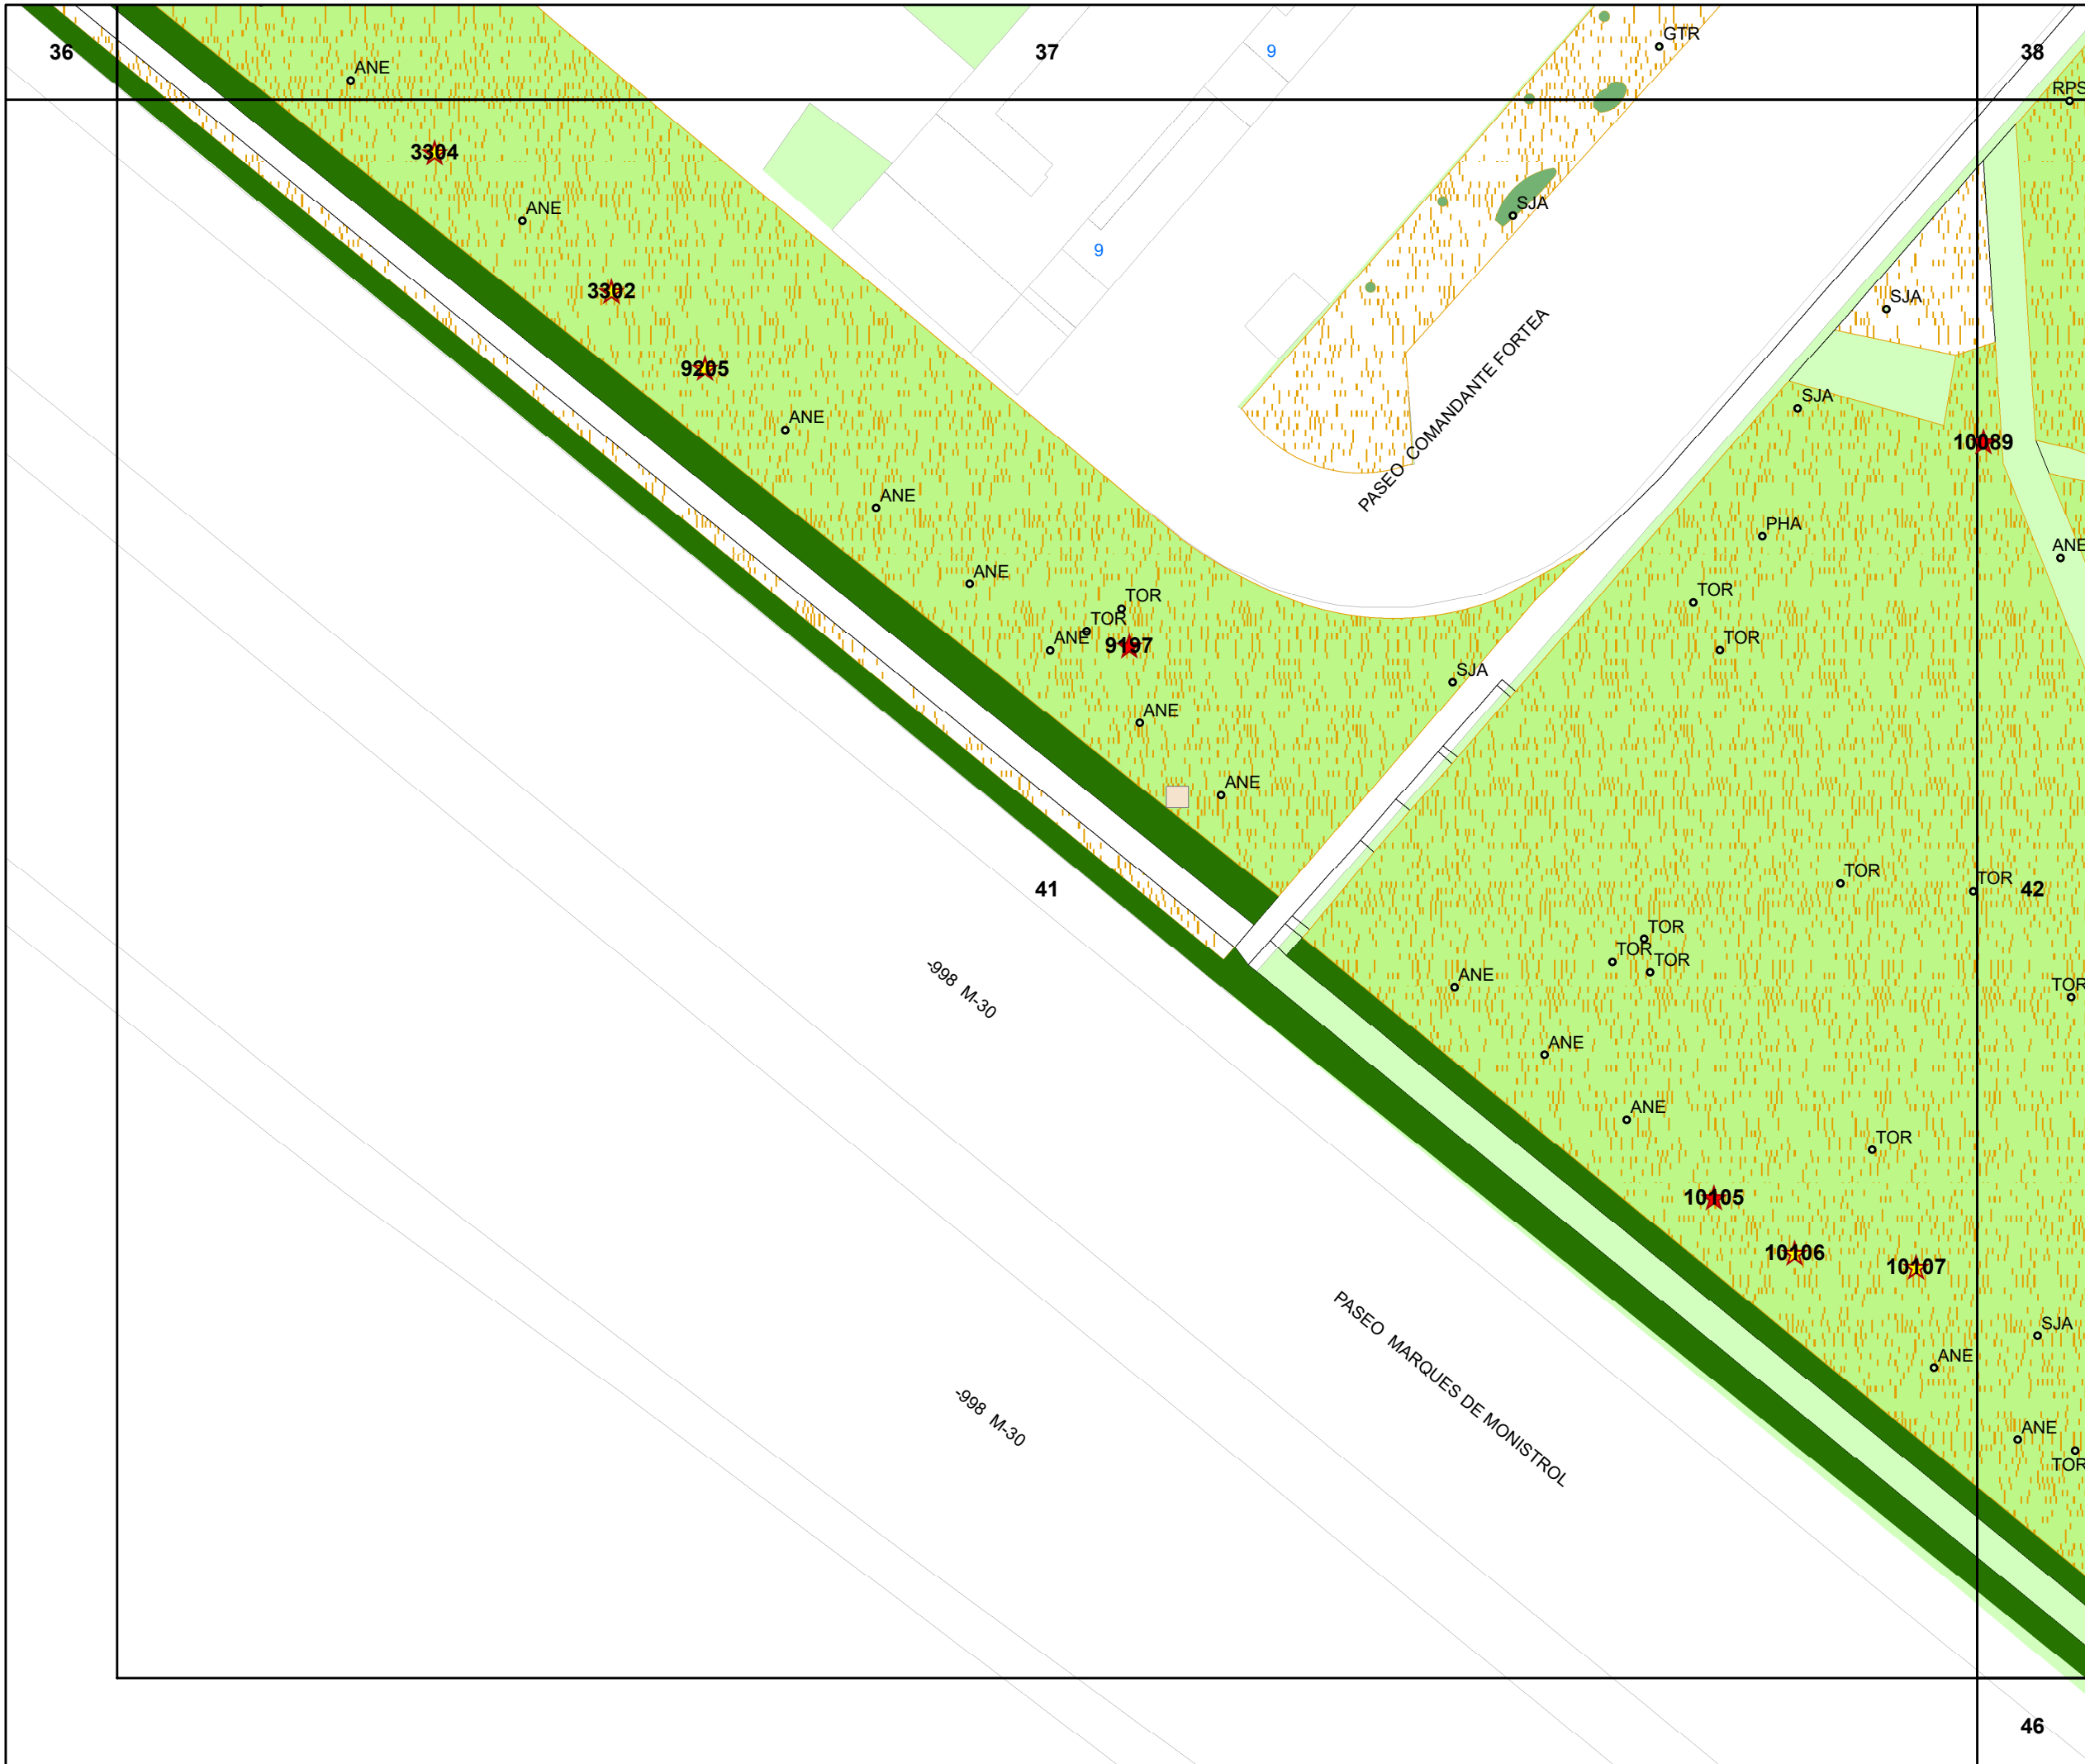 36
37
9
GTR
38
ANE
RPS
3304
ANE
SJA
9
3302
SJA
9205
PASEO COMANDANTE FORTEA
SJA
ANE
10089
ANE
PHA
ANE
ANE
TOR
TOR
TOR
ANE
9197
TOR
SJA
ANE
ANE
41
TOR
TOR
42
TOR
TOR
TOR
-998 M-30
ANE
TOR
ANE
ANE
TOR
10105
10106
10107
PASEO MARQUES DE MONISTROL
SJA
ANE
-998 M-30
ANE
TOR
46